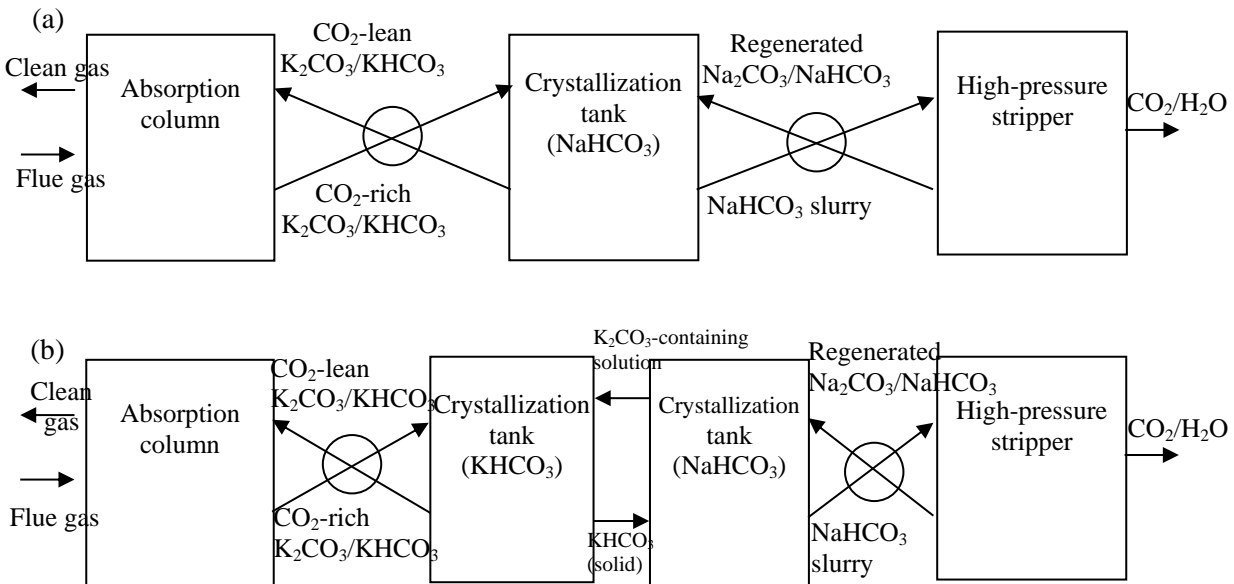 (a)
Clean gas
Flue gas
Absorption
column
CO₂-lean
K₂CO₃/KHCO₃
CO₂-rich
K₂CO₃/KHCO₃
Crystallization
tank
(NaHCO₃)
Regenerated
Na₂CO₃/NaHCO₃
NaHCO₃ slurry
High-pressure
stripper
CO₂/H₂O
(b)
Clean
gas
Flue gas
Absorption
column
CO₂-lean
K₂CO₃/KHCO₃
CO₂-rich
K₂CO₃/KHCO₃
Crystallization
tank
(KHCO₃)
K₂CO₃-containing
solution
KHCO₃
(solid)
Crystallization
tank
(NaHCO₃)
Regenerated
Na₂CO₃/NaHCO₃
NaHCO₃
slurry
High-pressure
stripper
CO₂/H₂O